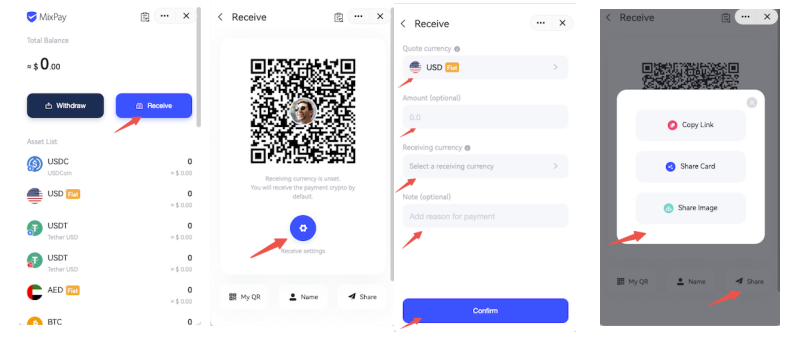 MixPay
Total Balance
≈ $ 0.00
Withdraw
Receive
Asset List
USDC
0
USDCoin
≈ $ 0.00
USD Fiat
0
≈ $ 0.00
USDT
0
Tether USD
≈ $ 0.00
USDT
0
Tether USD
≈ $ 0.00
AED Fiat
0
≈ $ 0.00
BTC
0
Receive
Receiving currency is unset.
You will receive the payment crypto by
default.
Receive settings
My QR
Name
Share
Receive
Quote currency
USD Fiat
Amount (optional)
0.0
Receiving currency
Select a receiving currency
Note (optional)
Add reason for payment
Confirm
Receive
Copy Link
Share Card
Share Image
My QR
Name
Share